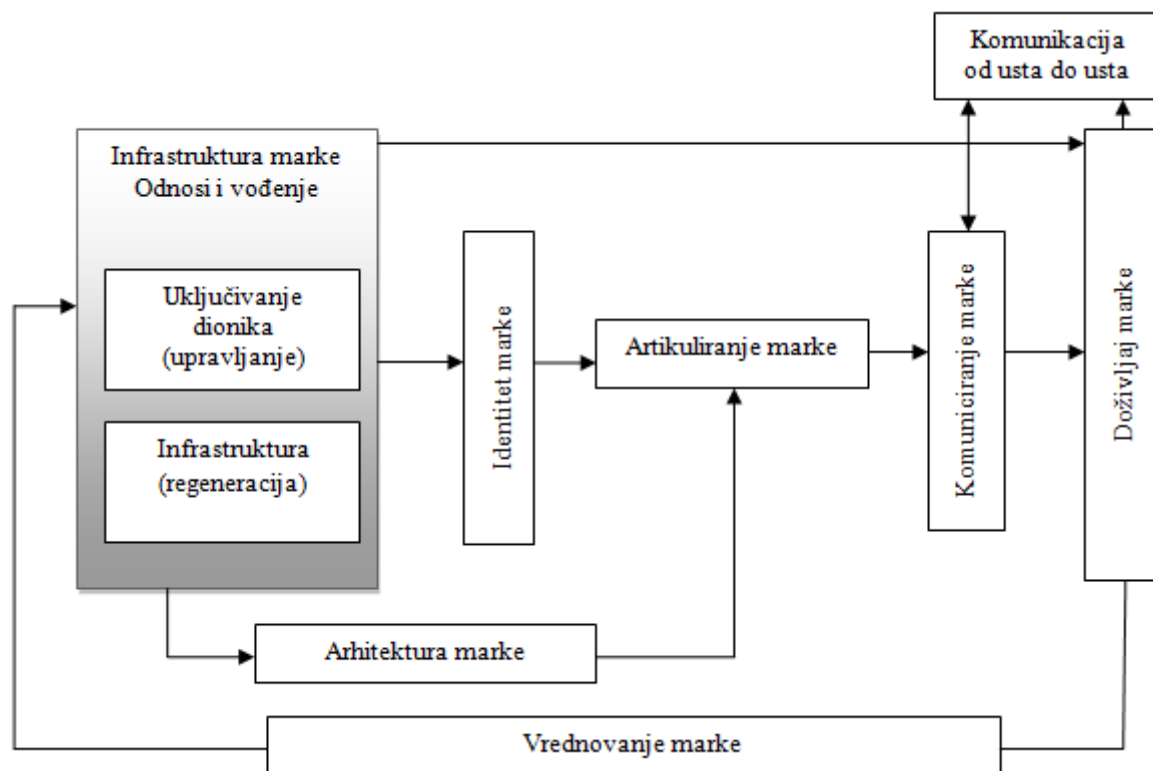 Komunikacija
od usta do usta
Infrastruktura marke
Odnosi i vođenje
Uključivanje
dionika
(upravljanje)
Infrastruktura
(regeneracija)
Identitet marke
Artikuliranje marke
Komuniciranje marke
Doživljaj marke
Arhitektura marke
Vrednovanje marke